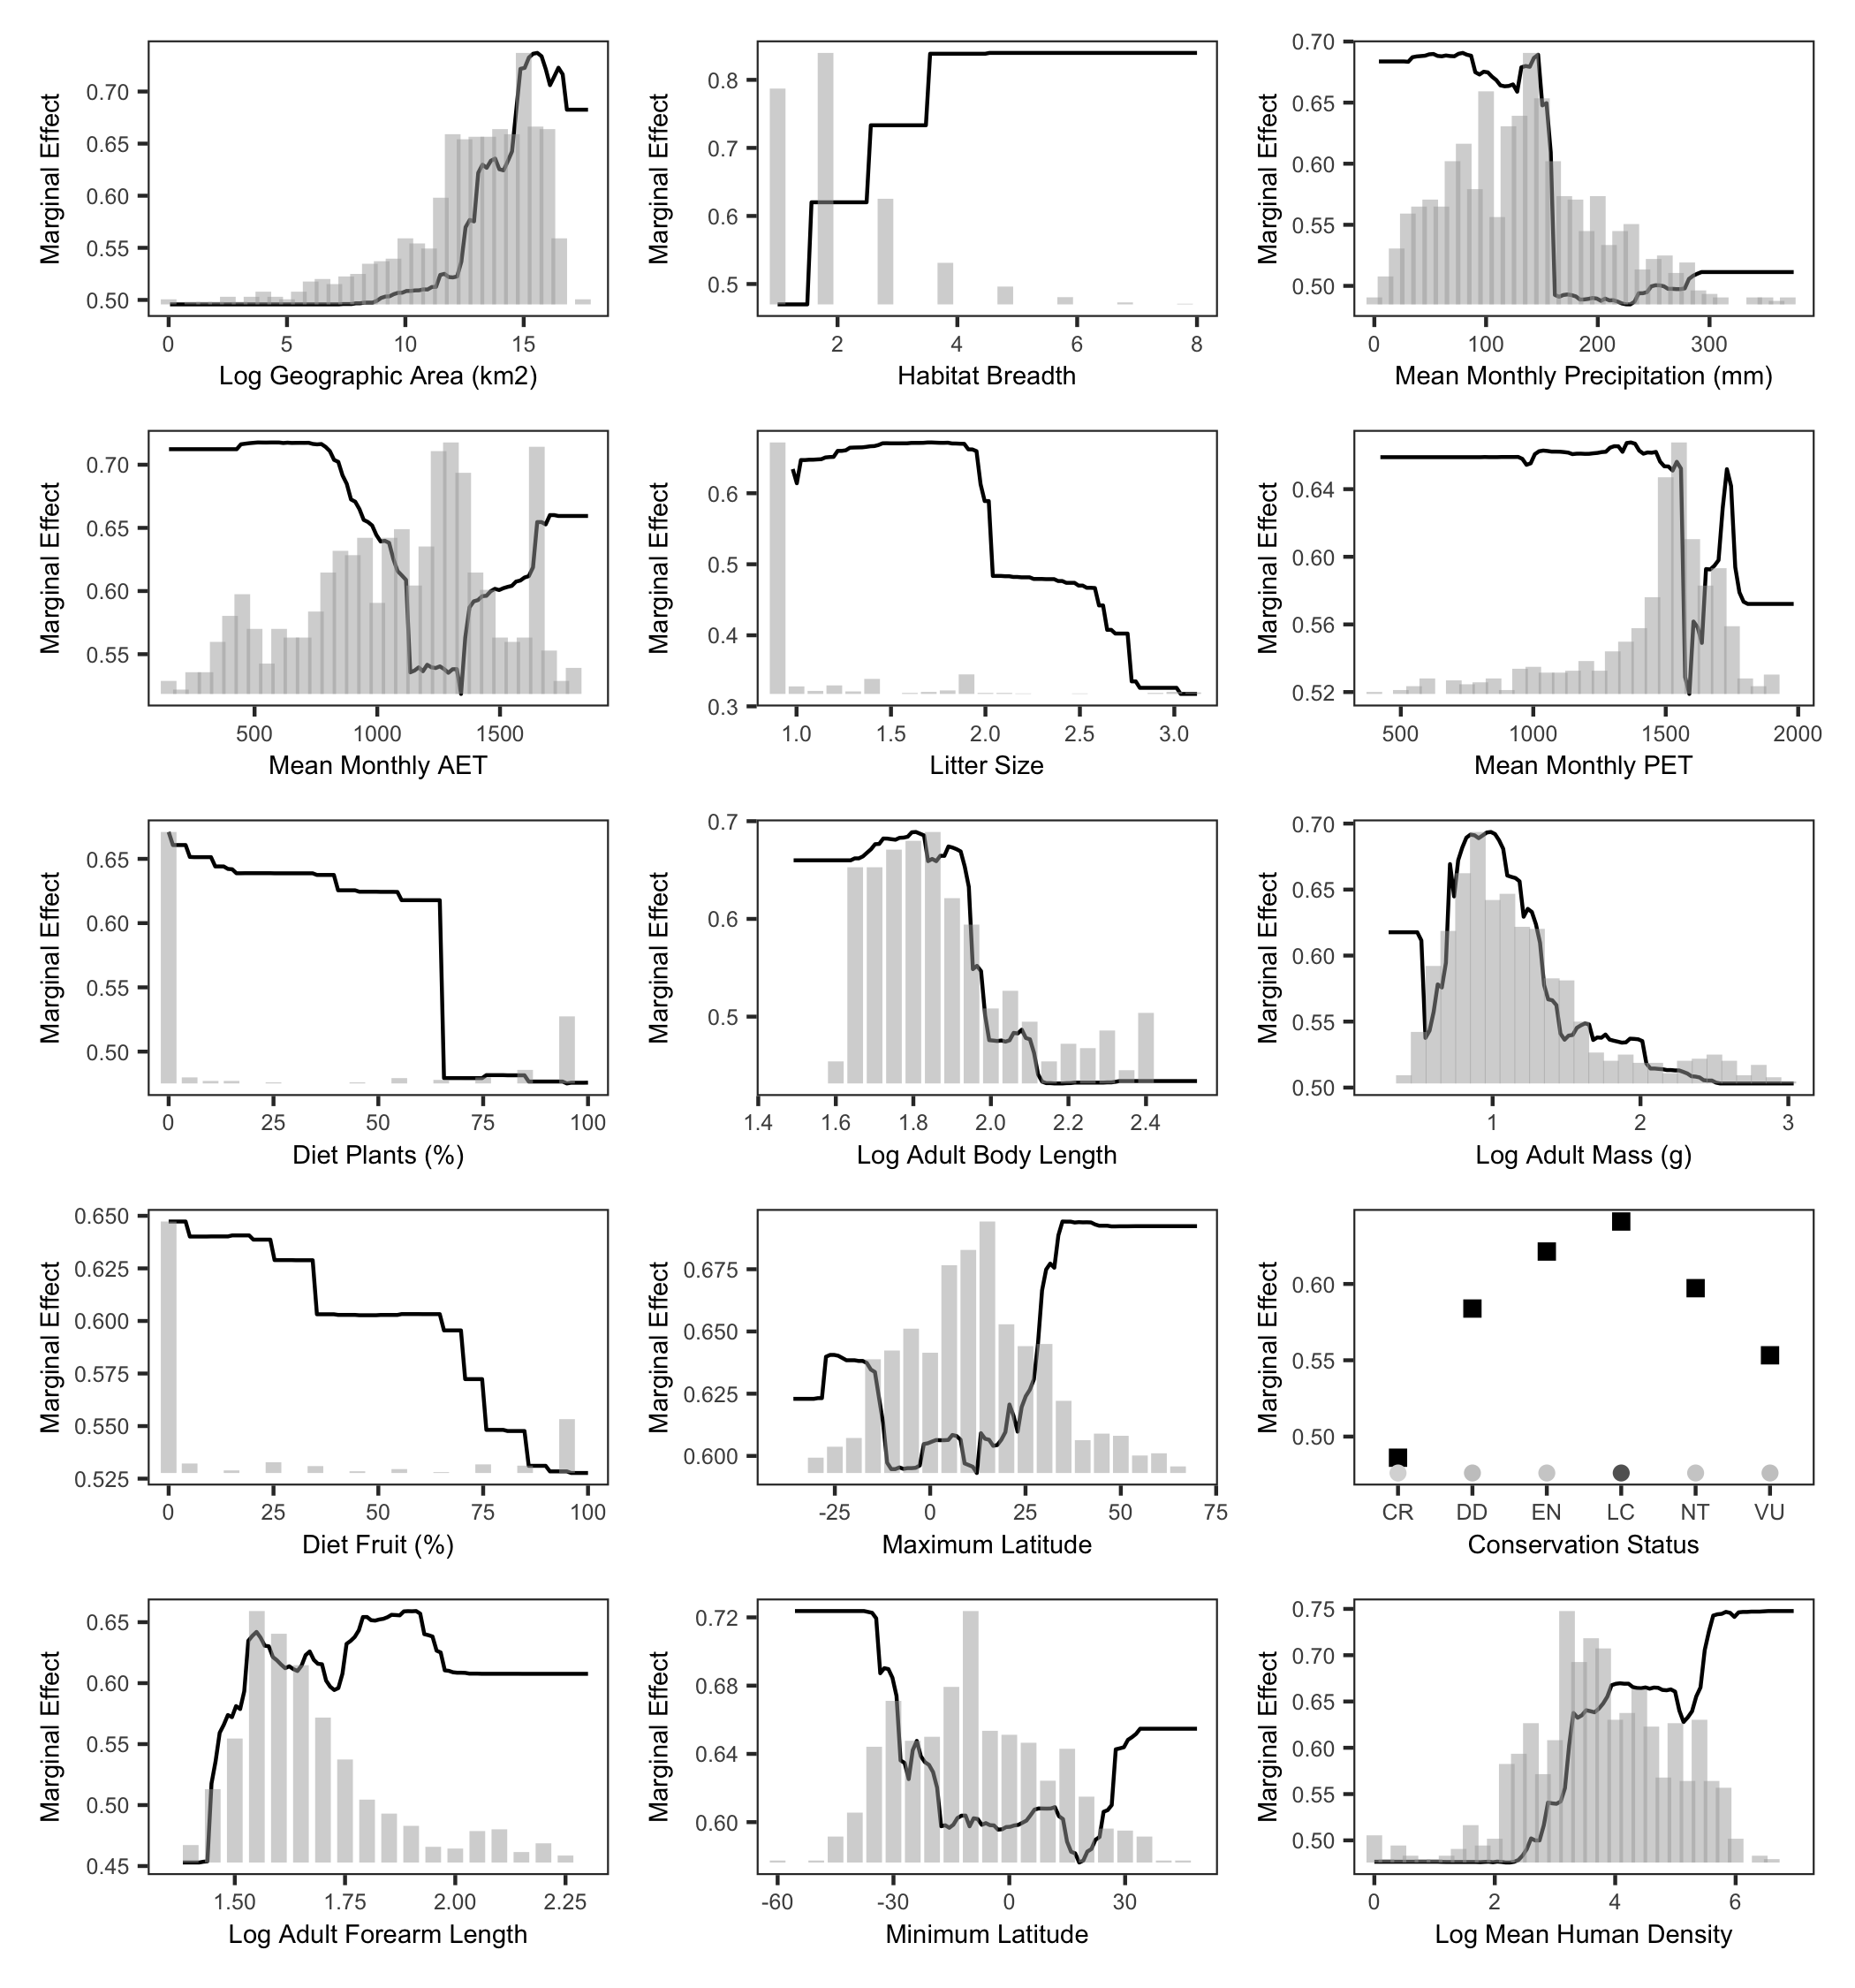 Marginal Effect
0.70
0.65
0.60
0.55
0.50
0 5 10 15
Log Geographic Area (km2)
Marginal Effect
0.8
0.7
0.6
0.5
2 4 6 8
Habitat Breadth
Marginal Effect
0.70
0.65
0.60
0.55
0.50
0 100 200 300
Mean Monthly Precipitation (mm)
Marginal Effect
0.70
0.65
0.60
0.55
500 1000 1500
Mean Monthly AET
Marginal Effect
0.6
0.5
0.4
0.3
1.0 1.5 2.0 2.5 3.0
Litter Size
Marginal Effect
0.64
0.60
0.56
0.52
500 1000 1500 2000
Mean Monthly PET
Marginal Effect
0.65
0.60
0.55
0.50
0 25 50 75 100
Diet Plants (%)
Marginal Effect
0.7
0.6
0.5
1.4 1.6 1.8 2.0 2.2 2.4
Log Adult Body Length
Marginal Effect
0.70
0.65
0.60
0.55
0.50
1 2 3
Log Adult Mass (g)
Marginal Effect
0.650
0.625
0.600
0.575
0.550
0.525
0 25 50 75 100
Diet Fruit (%)
Marginal Effect
0.675
0.650
0.625
0.600
-25 0 25 50 75
Maximum Latitude
Marginal Effect
0.60
0.55
0.50
CR DD EN LC NT VU
Conservation Status
Marginal Effect
0.65
0.60
0.55
0.50
0.45
1.50 1.75 2.00 2.25
Log Adult Forearm Length
Marginal Effect
0.72
0.68
0.64
0.60
-60 -30 0 30
Minimum Latitude
Marginal Effect
0.75
0.70
0.65
0.60
0.55
0.50
0 2 4 6
Log Mean Human Density